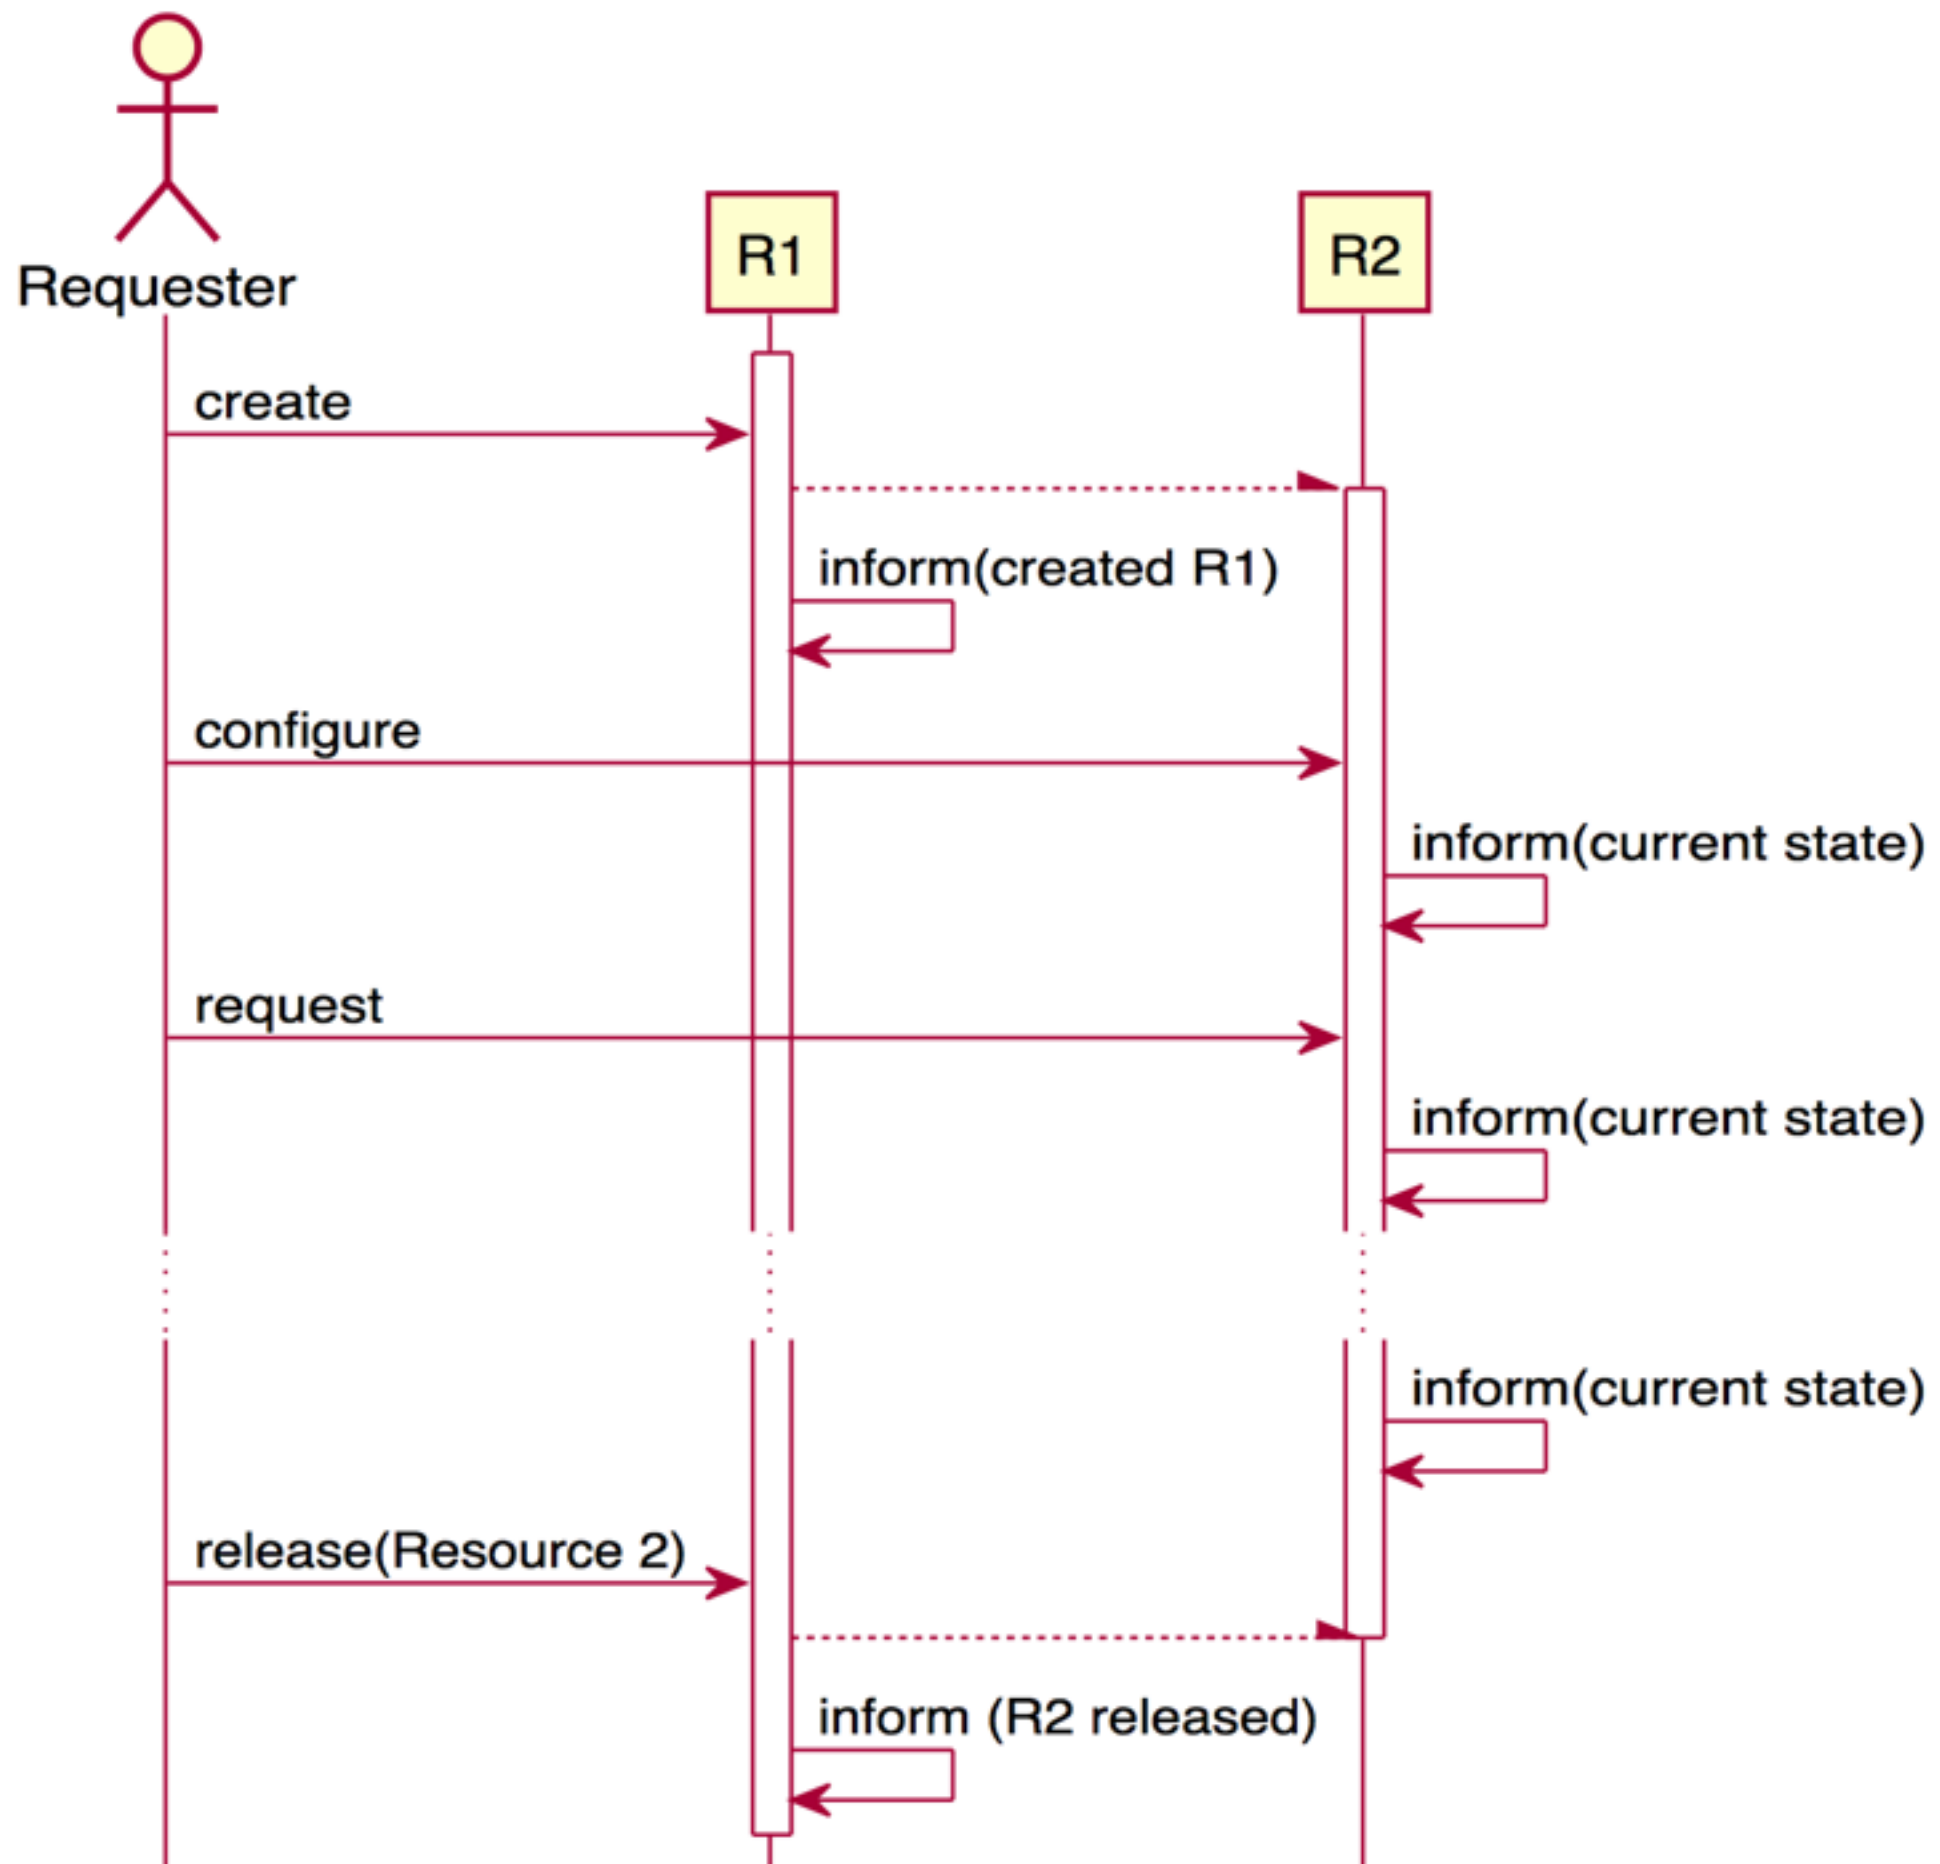 Requester
R1
R2
create
inform(created R1)
configure
inform(current state)
request
inform(current state)
inform(current state)
release(Resource 2)
inform (R2 released)